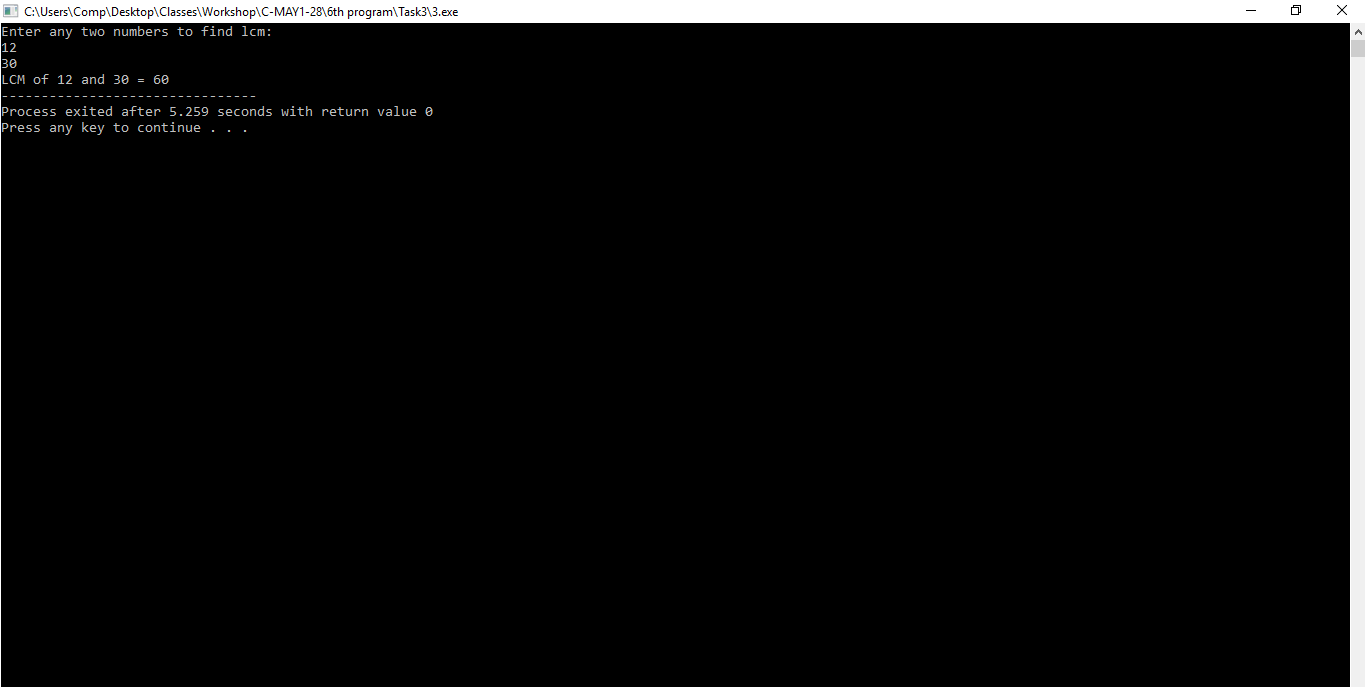 C:\Users\Comp\Desktop\Classes\Workshop\C-MAY1-28\6th program\Task3\3.exe
Enter any two numbers to find lcm:
12
30
LCM of 12 and 30 = 60
--------------------------------
Process exited after 5.259 seconds with return value 0
Press any key to continue . . .